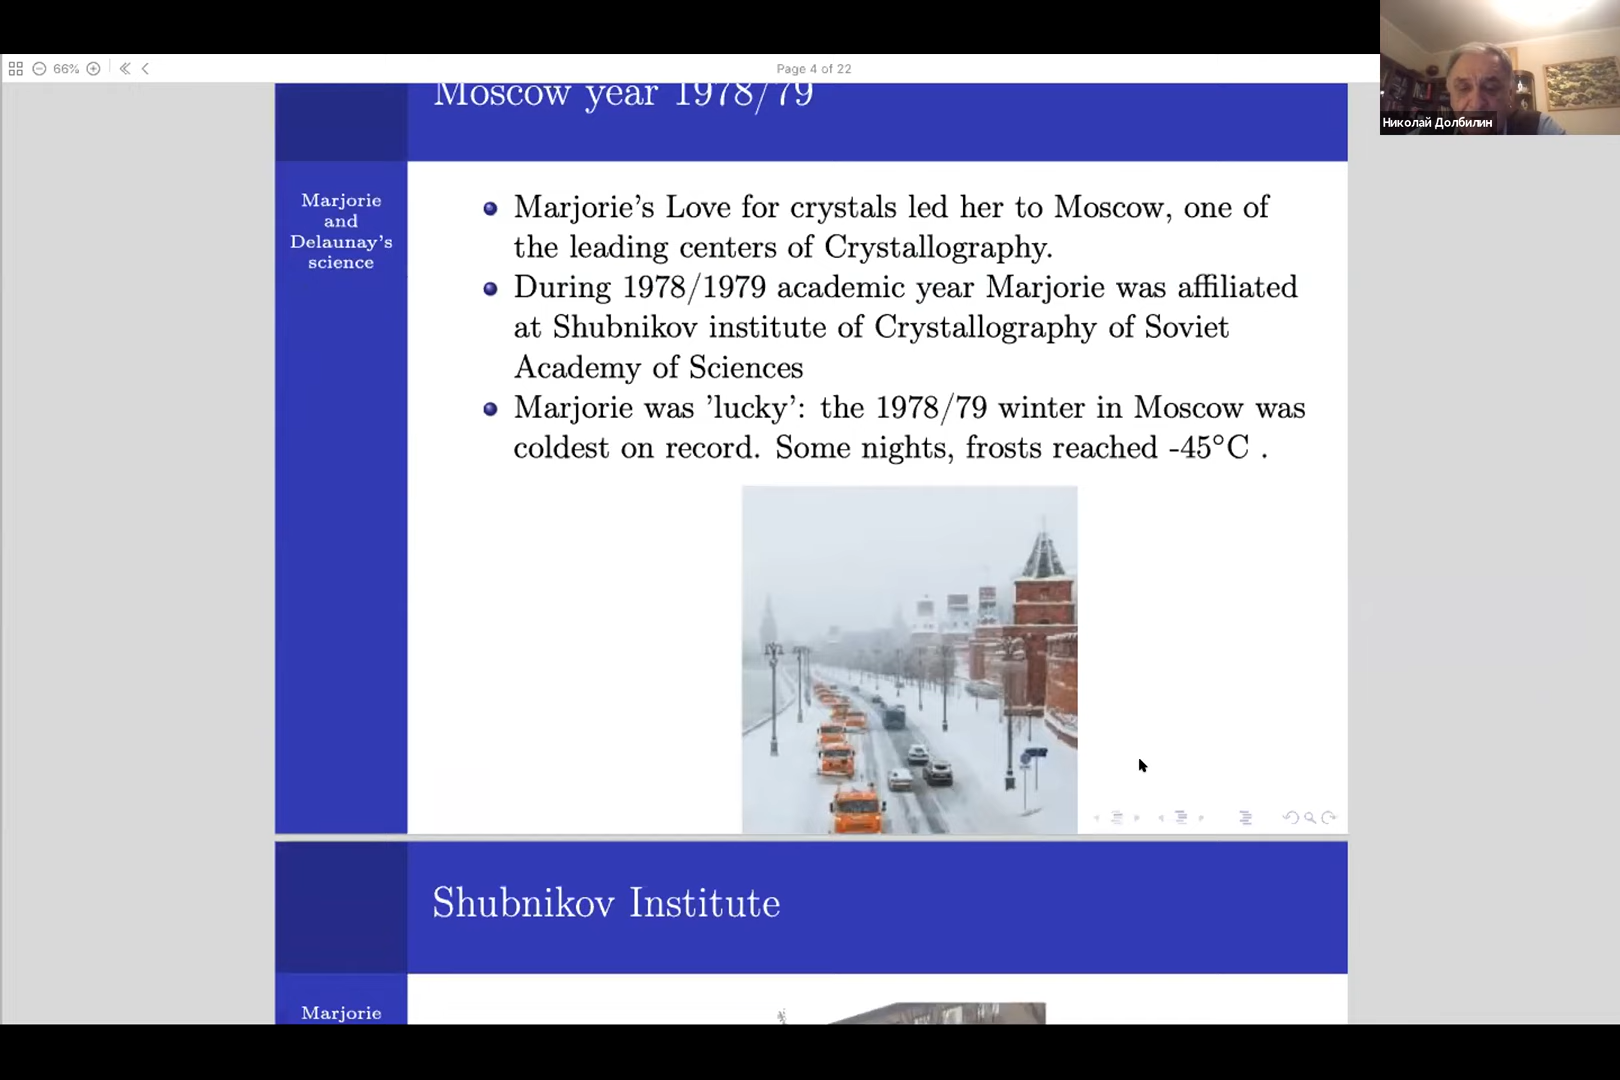 66%
Page 4 of 22
Николай Долбилин
Moscow year 1978/79
Marjorie
and
Delaunay's
science
Marjorie's Love for crystals led her to Moscow, one of
the leading centers of Crystallography.
During 1978/1979 academic year Marjorie was affiliated
at Shubnikov institute of Crystallography of Soviet
Academy of Sciences
Marjorie was 'lucky': the 1978/79 winter in Moscow was
coldest on record. Some nights, frosts reached -45°C .
Shubnikov Institute
Marjorie